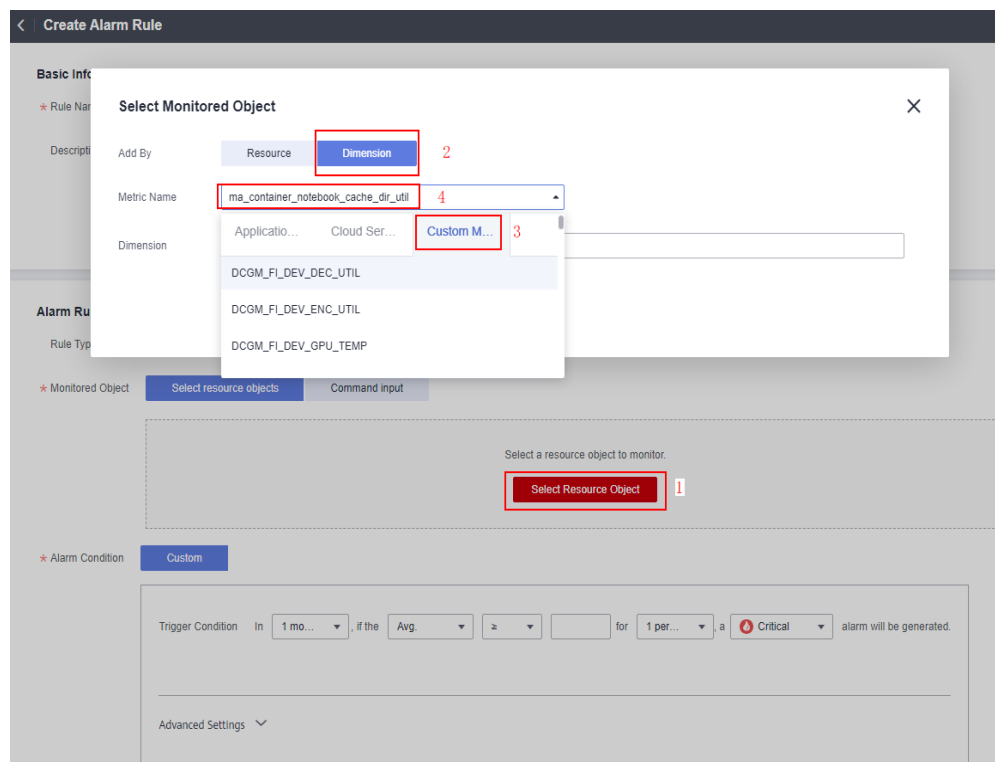 Create Alarm Rule
Basic Info
* Rule Nar
Descripti
Select Monitored Object
Add By Resource Dimension 2
Metric Name ma_container_notebook_cache_dir_util 4
Applicatio... Cloud Ser... Custom M... 3
Dimension
DCGM_FI_DEV_DEC_UTIL
DCGM_FI_DEV_ENC_UTIL
DCGM_FI_DEV_GPU_TEMP
Alarm Ru
Rule Typ
* Monitored Object Select resource objects Command input
Select a resource object to monitor.
Select Resource Object 1
* Alarm Condition Custom
Trigger Condition In 1 mo... , if the Avg. ≥ for 1 per... , a Critical alarm will be generated.
Advanced Settings